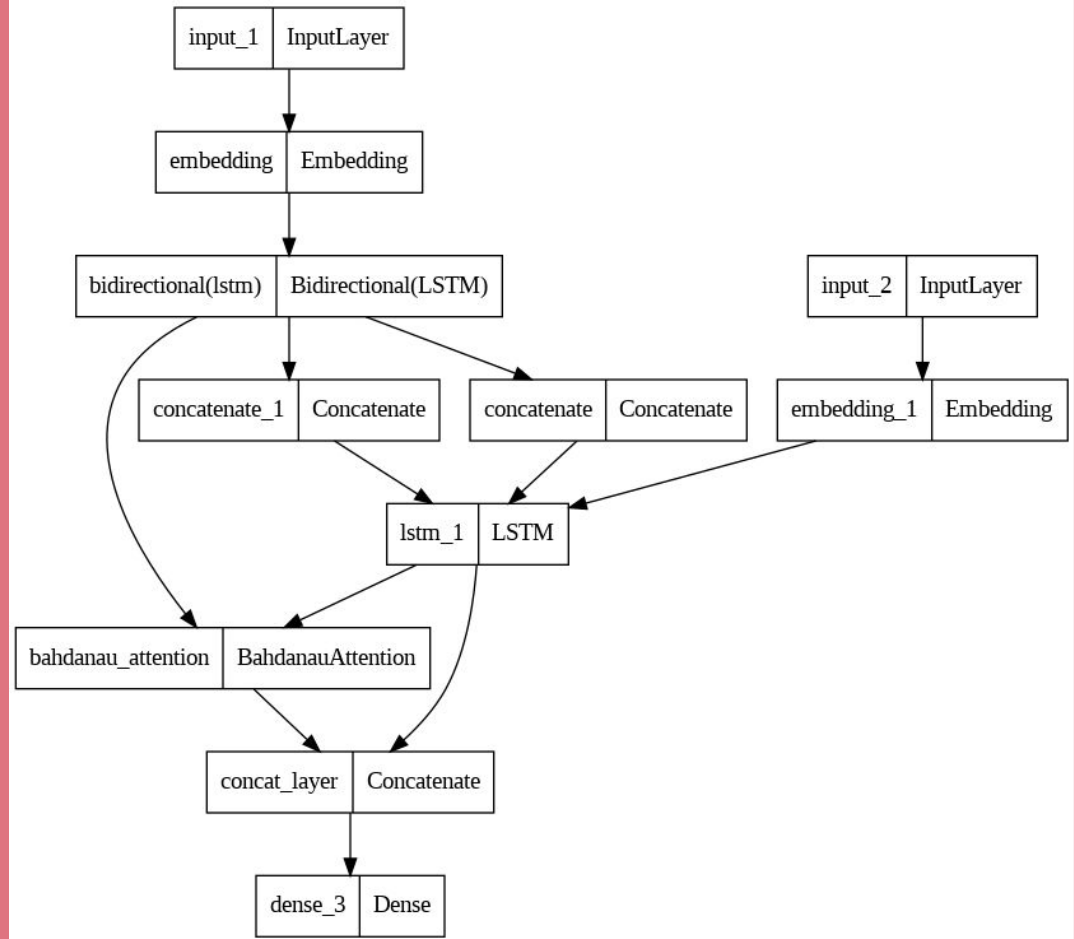 input_1 InputLayer
embedding Embedding
bidirectional(lstm) Bidirectional(LSTM)
input_2 InputLayer
concatenate_1 Concatenate
concatenate Concatenate
embedding_1 Embedding
lstm_1 LSTM
bahdanau_attention BahdanauAttention
concat_layer Concatenate
dense_3 Dense